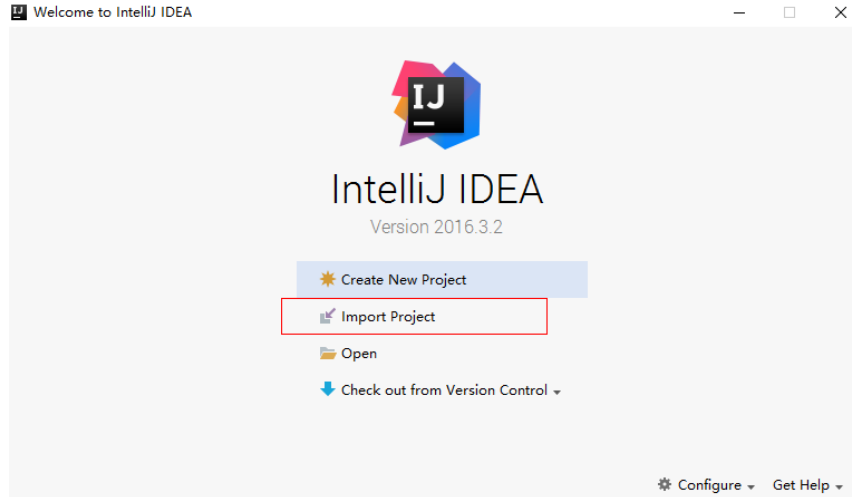 Welcome to IntelliJ IDEA
IJ
IntelliJ IDEA
Version 2016.3.2
Create New Project
Import Project
Open
Check out from Version Control
Configure Get Help